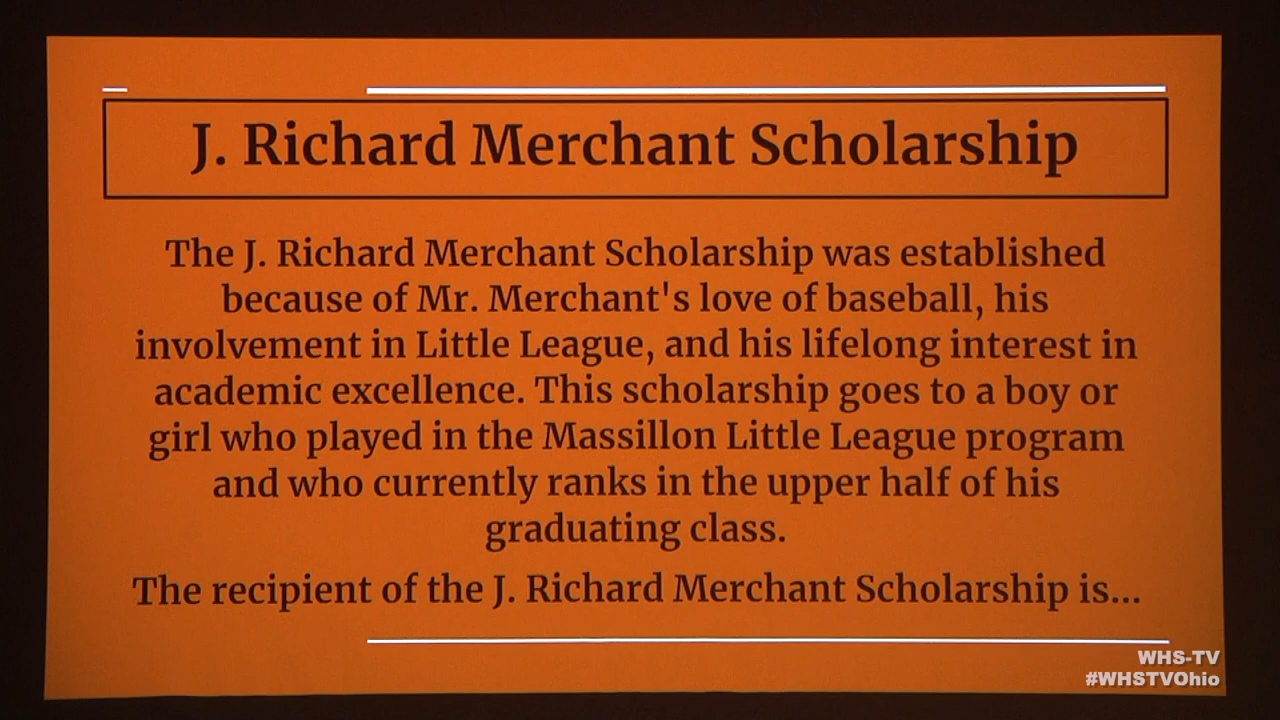 J. Richard Merchant Scholarship
The J. Richard Merchant Scholarship was established
because of Mr. Merchant's love of baseball, his
involvement in Little League, and his lifelong interest in
academic excellence. This scholarship goes to a boy or
girl who played in the Massillon Little League program
and who currently ranks in the upper half of his
graduating class.
The recipient of the J. Richard Merchant Scholarship is...
WHS-TV
#WHSTVOhio